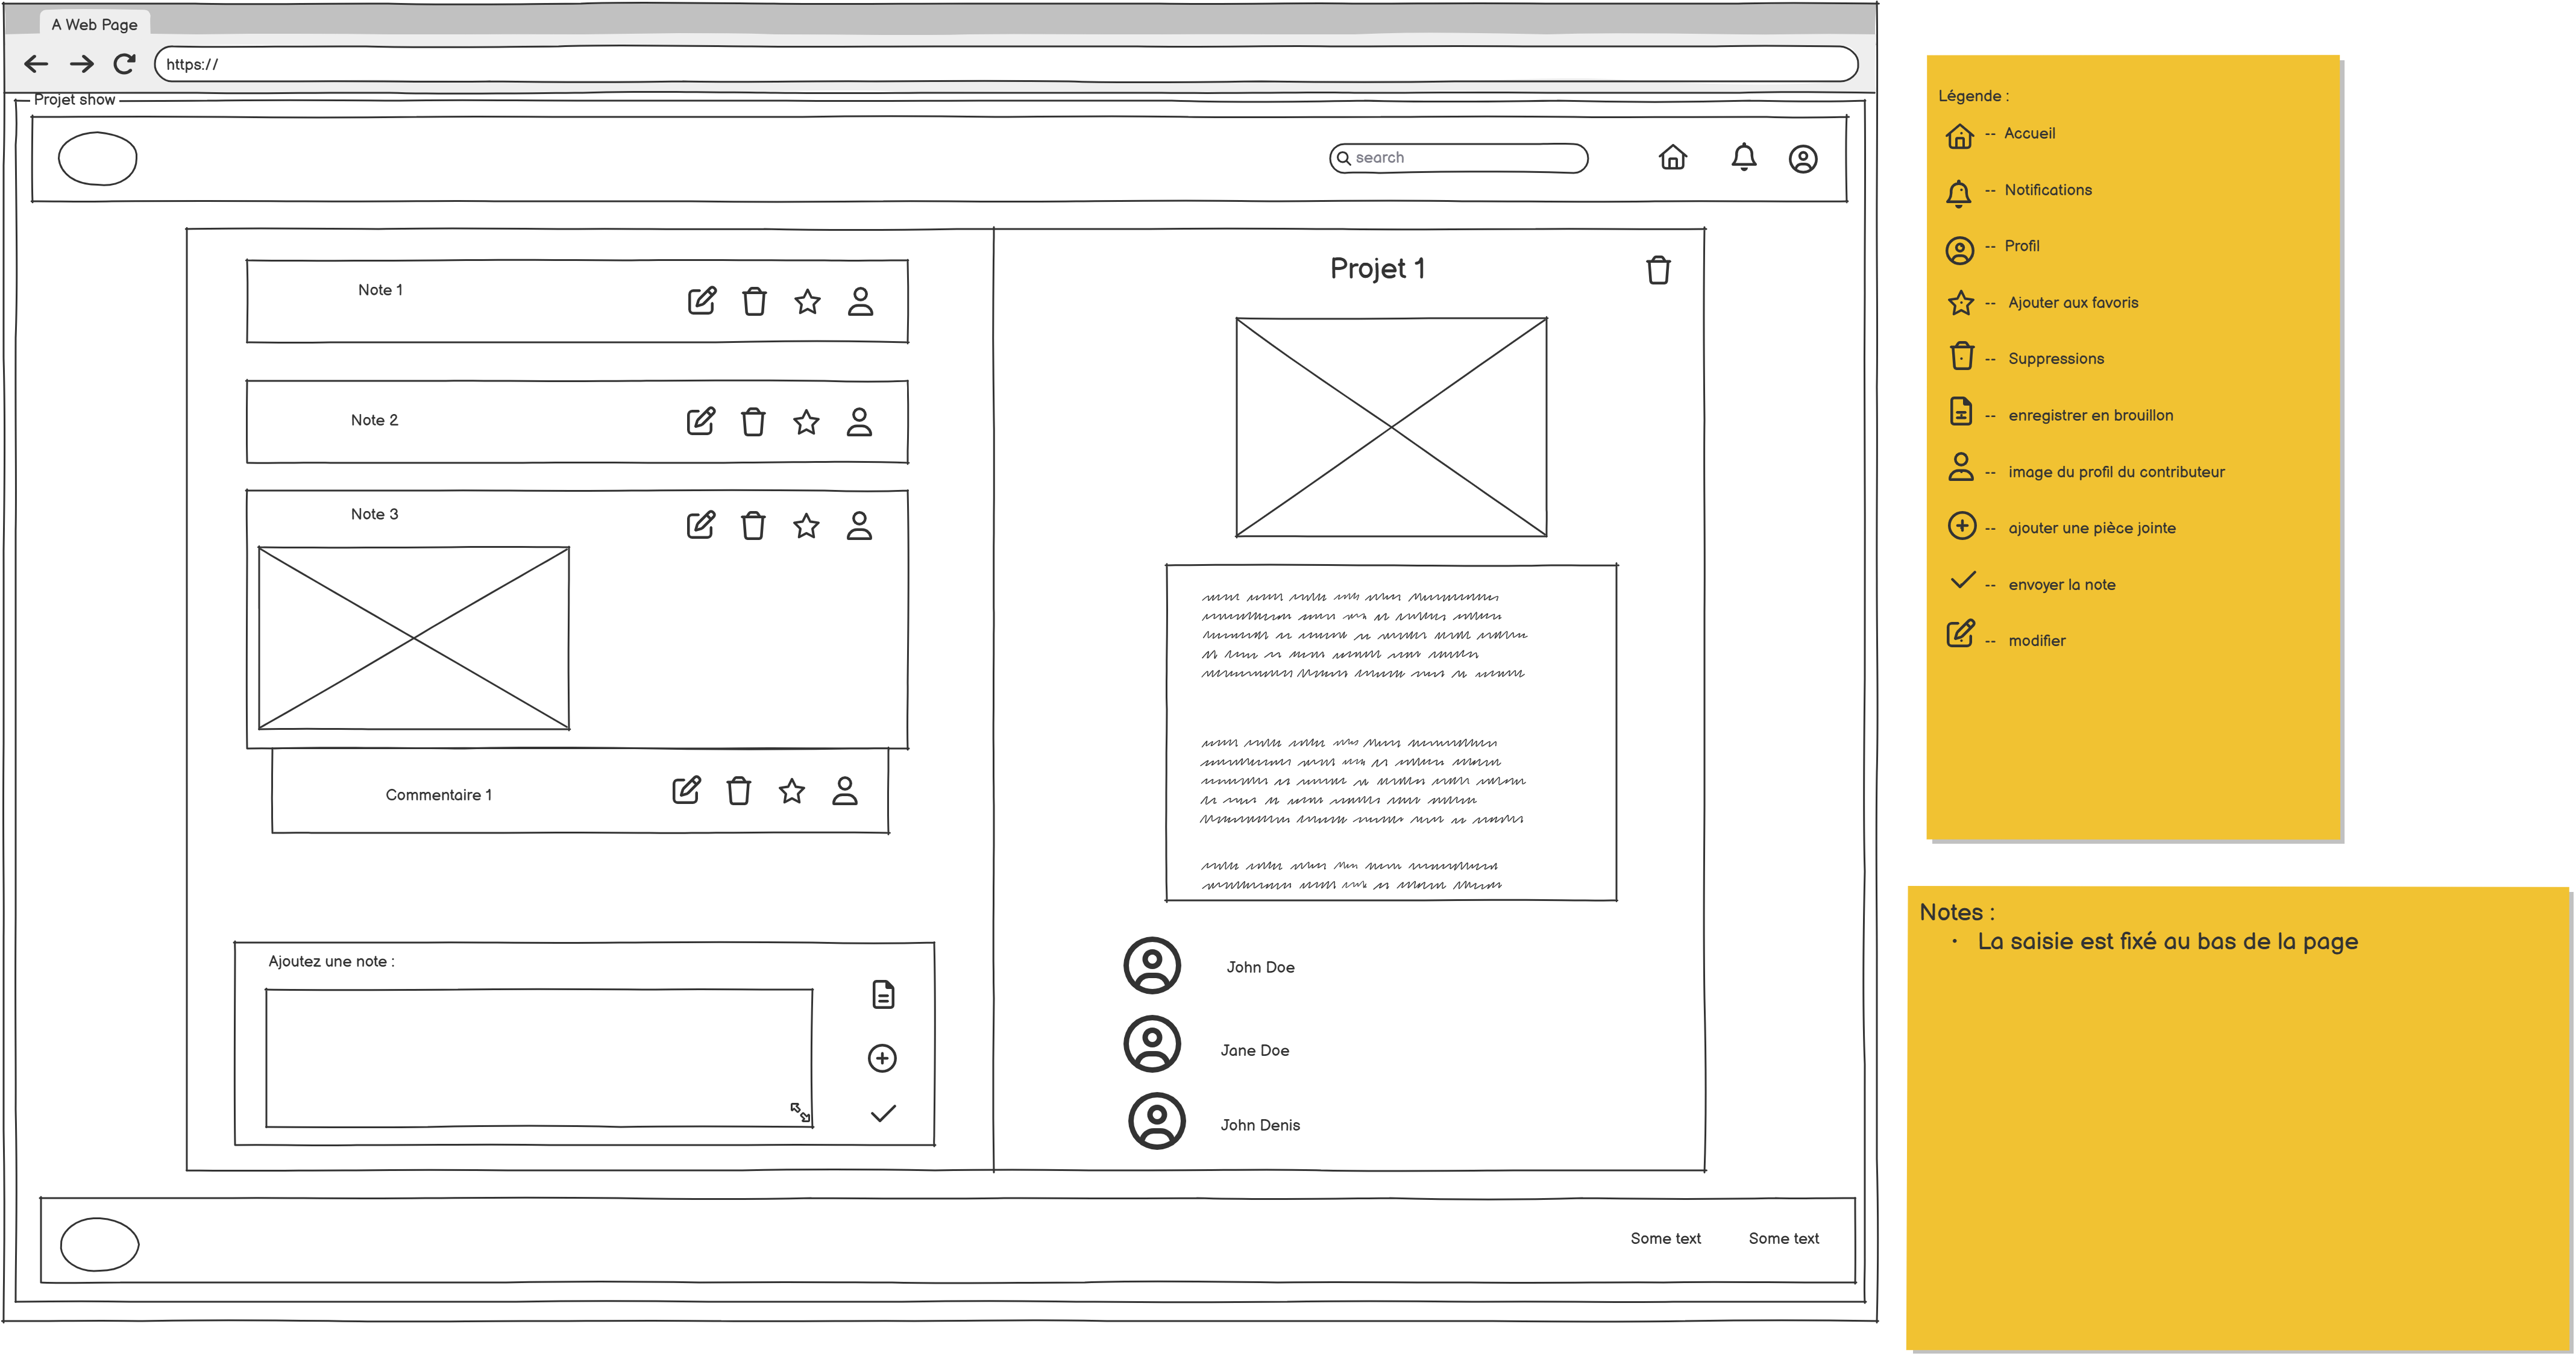 A Web Page
https://
Projet show
search
Note 1
Note 2
Note 3
Commentaire 1
Ajoutez une note :
Projet 1
John Doe
Jane Doe
John Denis
Some text
Some text
Légende :
-- Accueil
-- Notifications
-- Profil
-- Ajouter aux favoris
-- Suppressions
-- enregistrer en brouillon
-- image du profil du contributeur
-- ajouter une pièce jointe
-- envoyer la note
-- modifier
Notes :
• La saisie est fixé au bas de la page